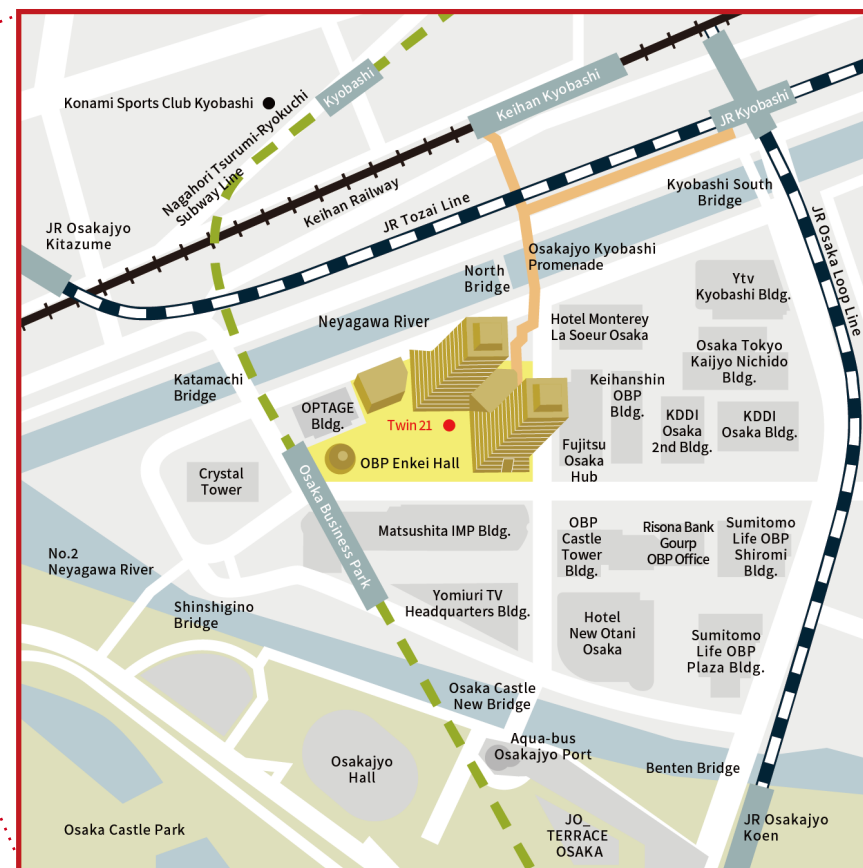 Konami Sports Club Kyobashi
Kyobashi
Keihan Kyobashi
JR Kyobashi
Nagahori Tsurumi-Ryokuchi
Subway Line
Keihan Railway
JR Tozai Line
Kyobashi South
Bridge
JR Osakajyo
Kitazume
JR Osaka Loop Line
Osakajyo Kyobashi
Promenade
North
Bridge
Ytv
Kyobashi Bldg.
Neyagawa River
Hotel Monterey
La Soeur Osaka
Osaka Tokyo
Kaijyo Nichido
Bldg.
Katamachi
Bridge
Keihanshin
OBP
Bldg.
OPTAGE
Bldg.
Twin 21
KDDI
Osaka
2nd Bldg.
KDDI
Osaka Bldg.
Fujitsu
Osaka
Hub
OBP Enkei Hall
Crystal
Tower
Osaka Business Park
Matsushita IMP Bldg.
OBP
Castle
Tower
Bldg.
Risona Bank
Gourp
OBP Office
Sumitomo
Life OBP
Shiromi
Bldg.
No.2
Neyagawa River
Yomiuri TV
Headquarters Bldg.
Shinshigino
Bridge
Hotel
New Otani
Osaka
Sumitomo
Life OBP
Plaza Bldg.
Osaka Castle
New Bridge
Aqua-bus
Osakajyo Port
Osakajyo
Hall
Benten Bridge
Osaka Castle Park
JO_
TERRACE
OSAKA
JR Osakajyo
Koen